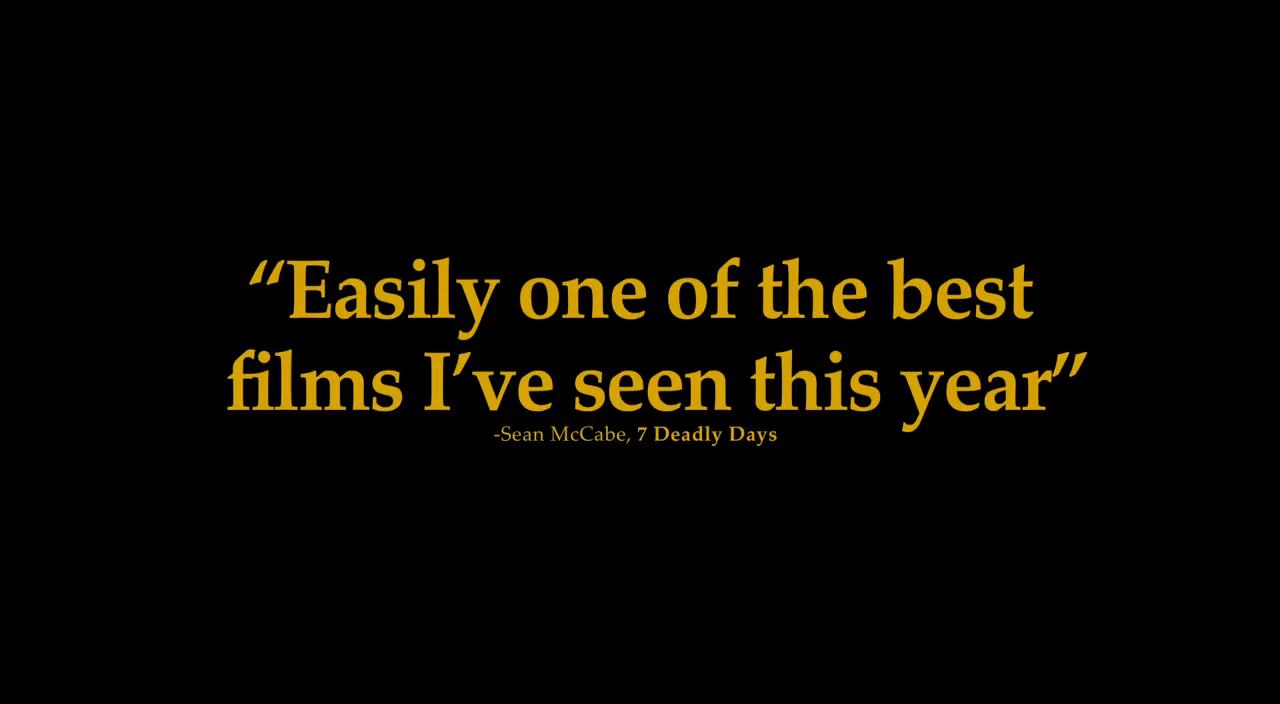 “Easily one of the best
films I’ve seen this year”
-Sean McCabe, 7 Deadly Days